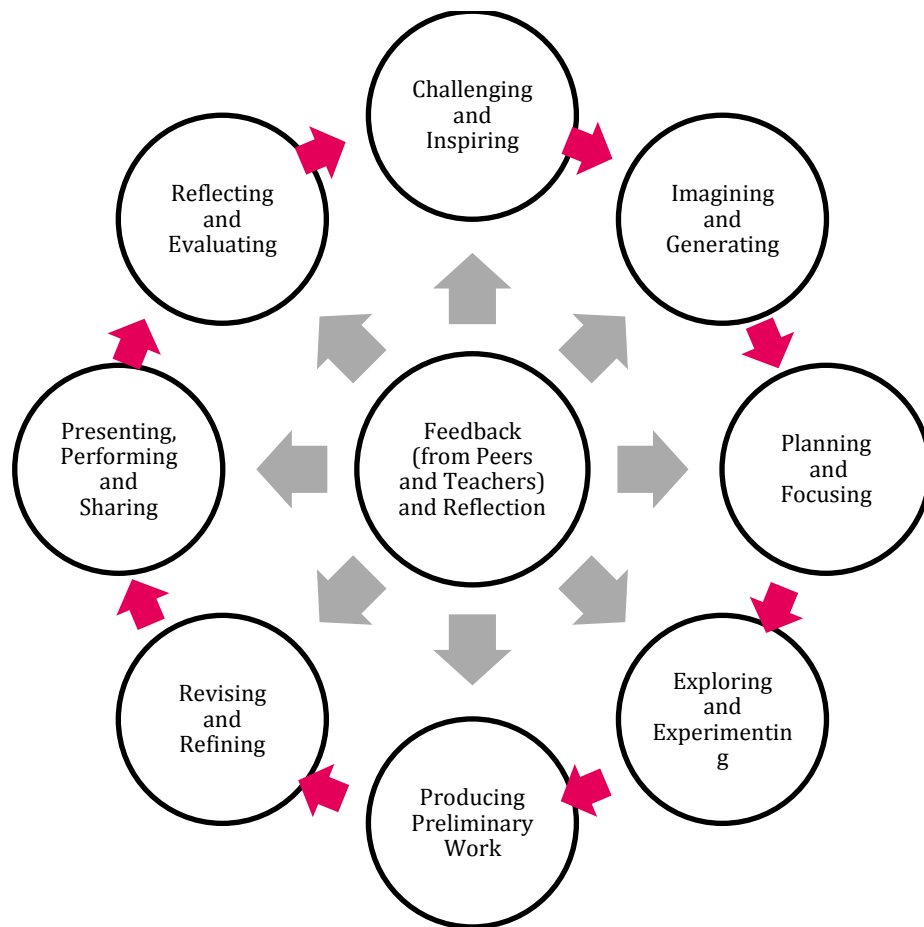 Challenging
and
Inspiring
Imagining
and
Generating
Planning
and
Focusing
Exploring
and
Experimentin
g
Producing
Preliminary
Work
Revising
and
Refining
Presenting,
Performing
and
Sharing
Reflecting
and
Evaluating
Feedback
(from Peers
and Teachers)
and Reflection